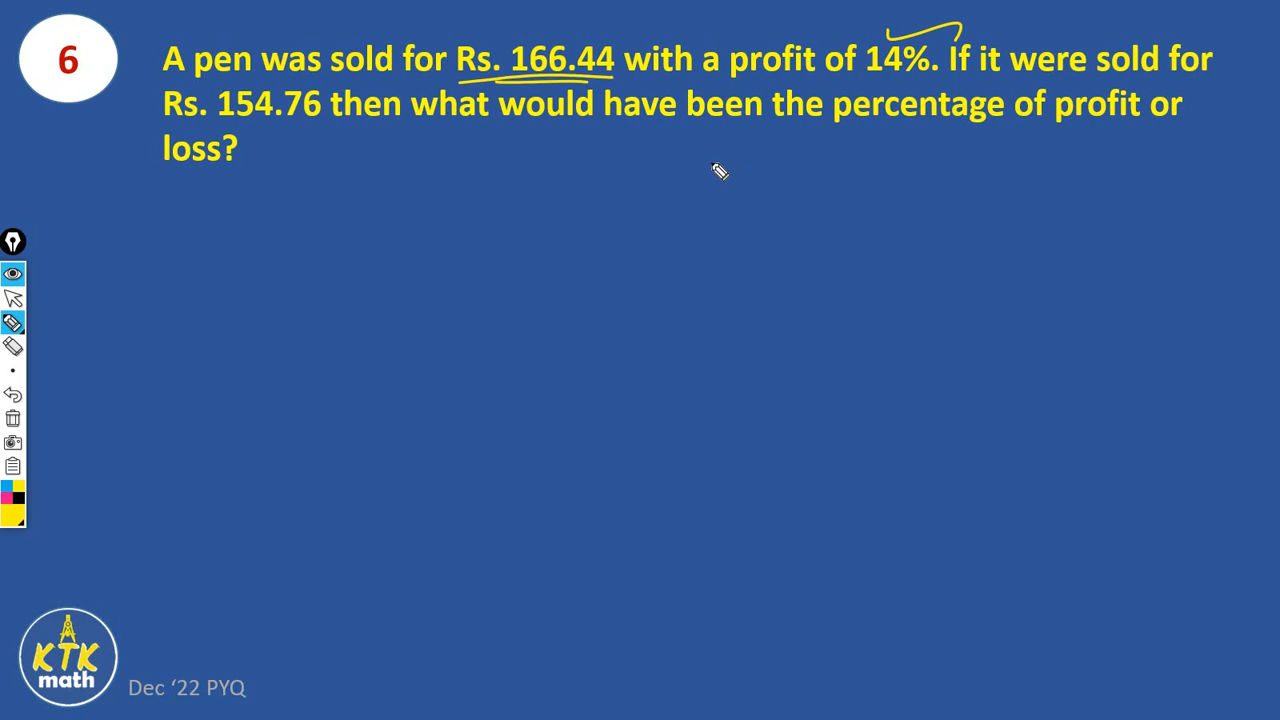 6
A pen was sold for Rs. 166.44 with a profit of 14%. If it were sold for
Rs. 154.76 then what would have been the percentage of profit or
loss?
KTK
math
Dec ‘22 PYQ